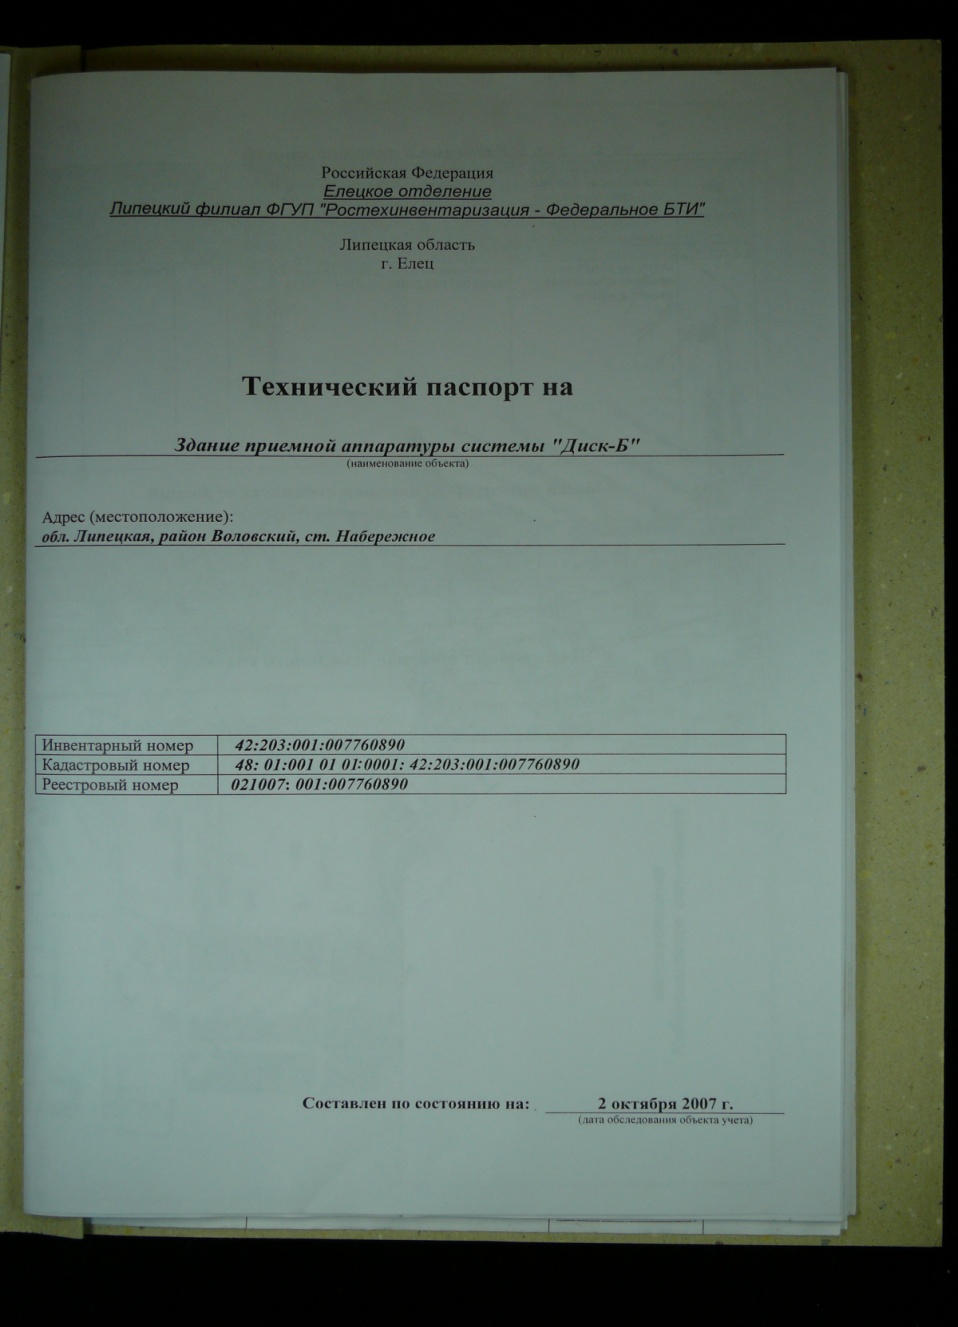 Российская Федерация
Елецкое отделение
Липецкий филиал ФГУП "Ростехинвентаризация - Федеральное БТИ"
Липецкая область
г. Елец
Технический паспорт на
Здание приемной аппаратуры системы "Диск-Б"
(наименование объекта)
Адрес (местоположение):
обл. Липецкая, район Воловский, ст. Набережное
Инвентарный номер 42:203:001:007760890
Кадастровый номер 48: 01:001 01 01:0001: 42:203:001:007760890
Реестровый номер 021007: 001:007760890
Составлен по состоянию на: 2 октября 2007 г.
(дата обследования объекта учета)